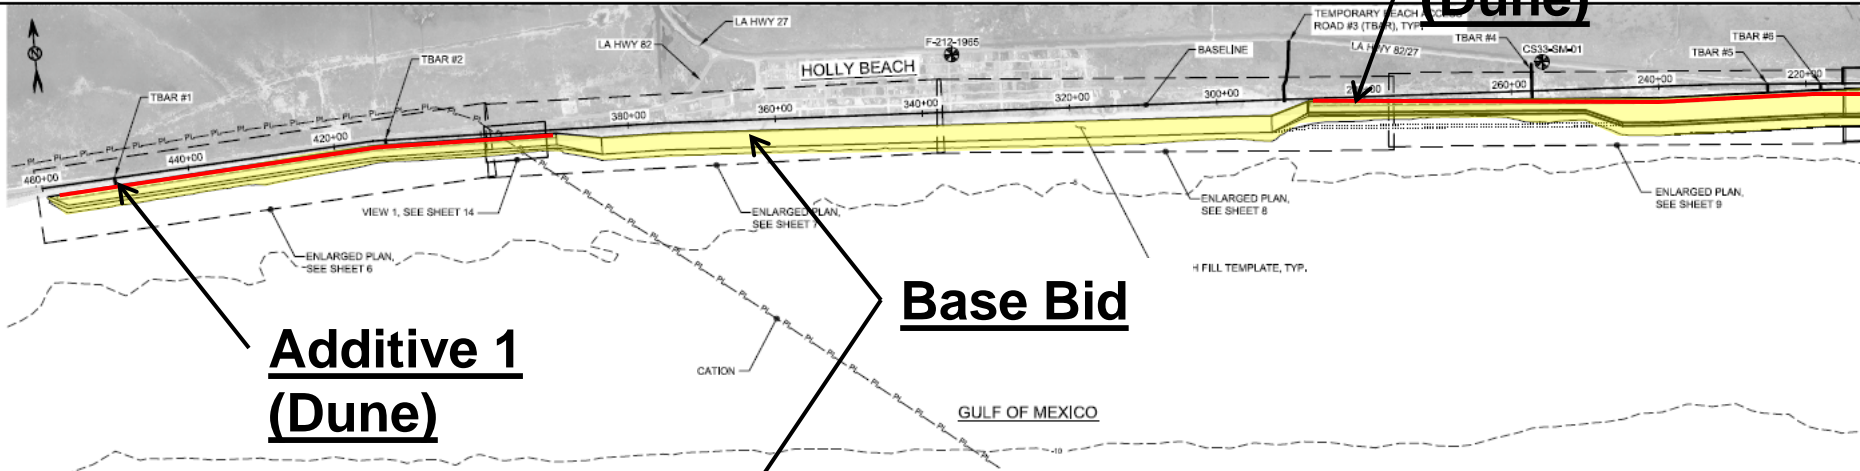 (Dune)
LA HWY 27
TEMPORARY BEACH ACCESS
ROAD #3 (TBAR), TYP.
LA HWY 82
F-212-1965
BASELINE
LA HWY 82/27
TBAR #4
CS33-SM-01
TBAR #6
TBAR #5
TBAR #2
HOLLY BEACH
TBAR #1
460+00
440+00
420+00
380+00
360+00
340+00
320+00
300+00
260+00
240+00
220+00
PL
VIEW 1, SEE SHEET 14
ENLARGED PLAN,
SEE SHEET 6
ENLARGED PLAN,
SEE SHEET 7
ENLARGED PLAN,
SEE SHEET 8
ENLARGED PLAN,
SEE SHEET 9
H FILL TEMPLATE, TYP.
Base Bid
Additive 1
(Dune)
CATION
GULF OF MEXICO
-10